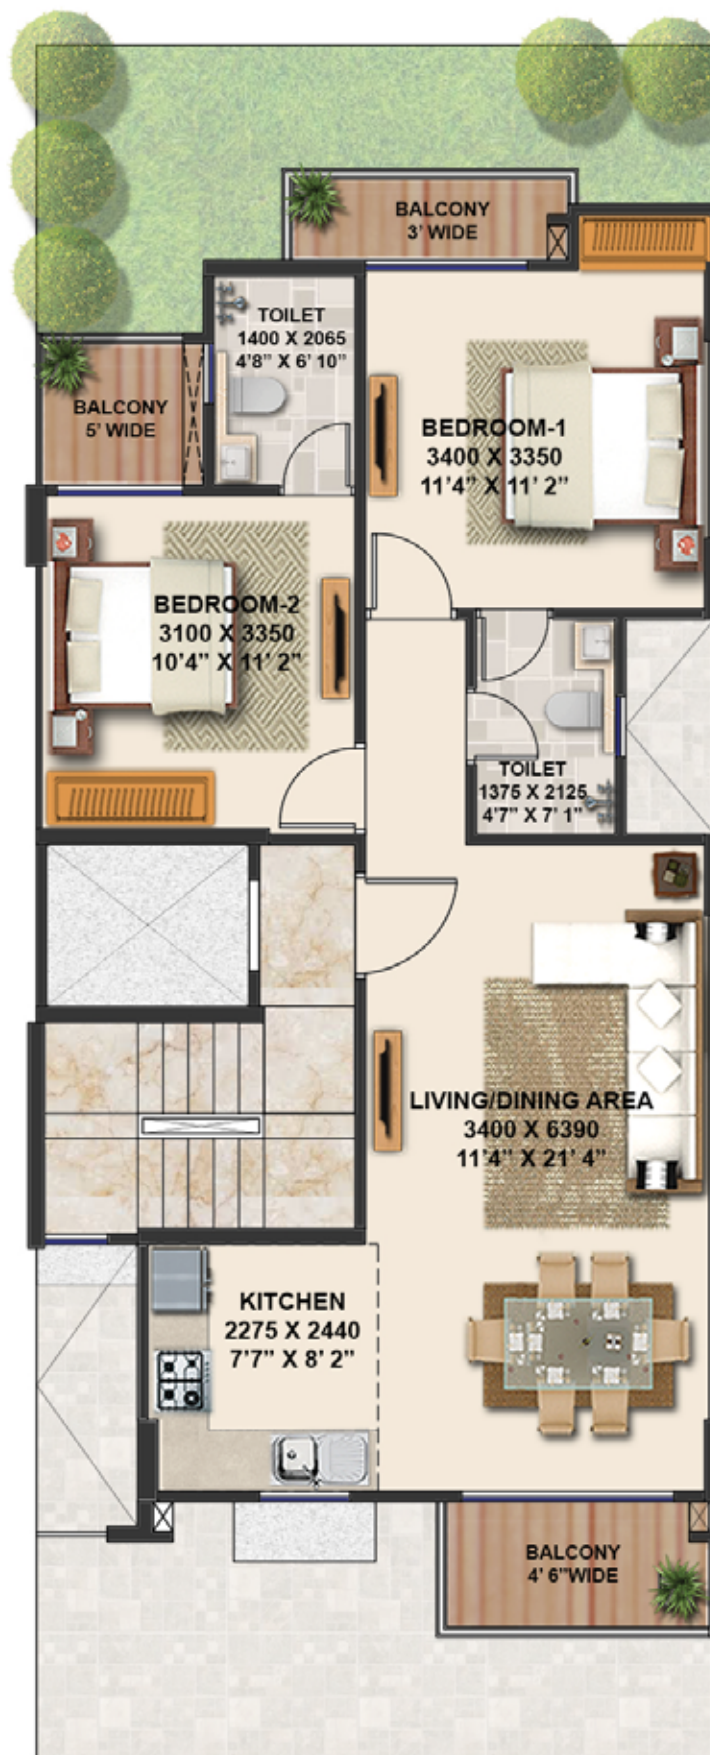 BALCONY
3' WIDE
TOILET
1400 X 2065
4'8" X 6' 10"
BALCONY
5' WIDE
BEDROOM-1
3400 X 3350
11'4" X 11' 2"
BEDROOM-2
3100 X 3350
10'4" X 11' 2"
TOILET
1375 X 2125
4'7" X 7' 1"
LIVING/DINING AREA
3400 X 6390
11'4" X 21' 4"
KITCHEN
2275 X 2440
7'7" X 8' 2"
BALCONY
4' 6"WIDE